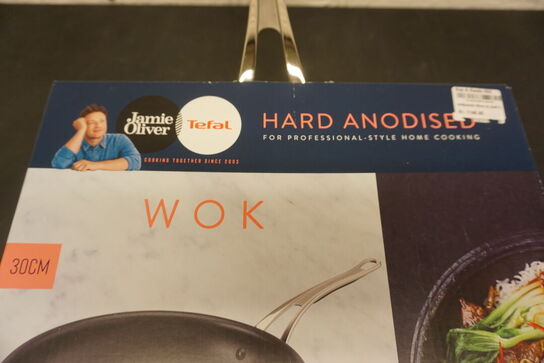 Jamie
Oliver
Tefal
COOKING TOGETHER SINCE 2003
HARD ANODISED
FOR PROFESSIONAL-STYLE HOME COOKING
WOK
30CM